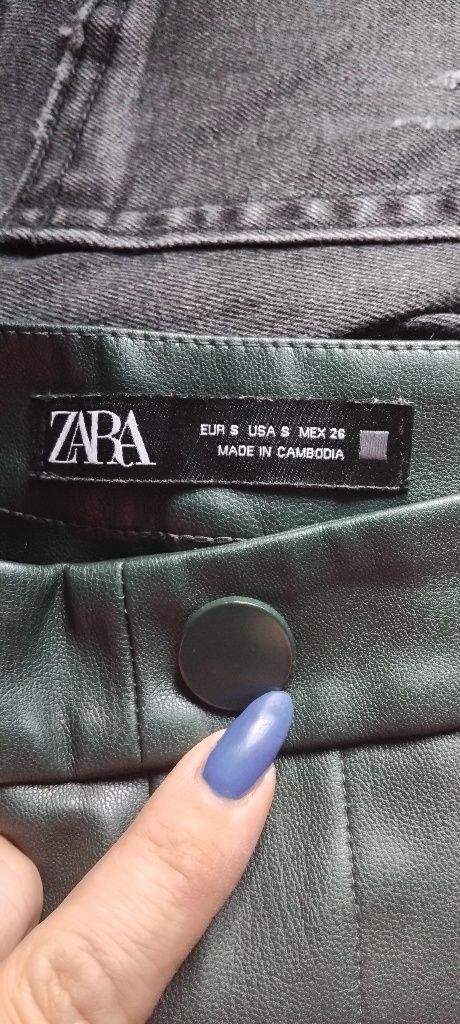 ZARA
EUR S USA S MEX 26
MADE IN CAMBODIA